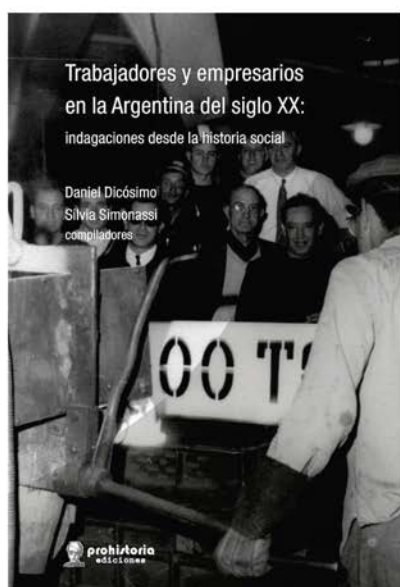 Trabajadores y empresarios
en la Argentina del siglo XX:
indagaciones desde la historia social
Daniel Dicósimo
Silvia Simonassi
compiladores
00 T
prohistoria
ediciones